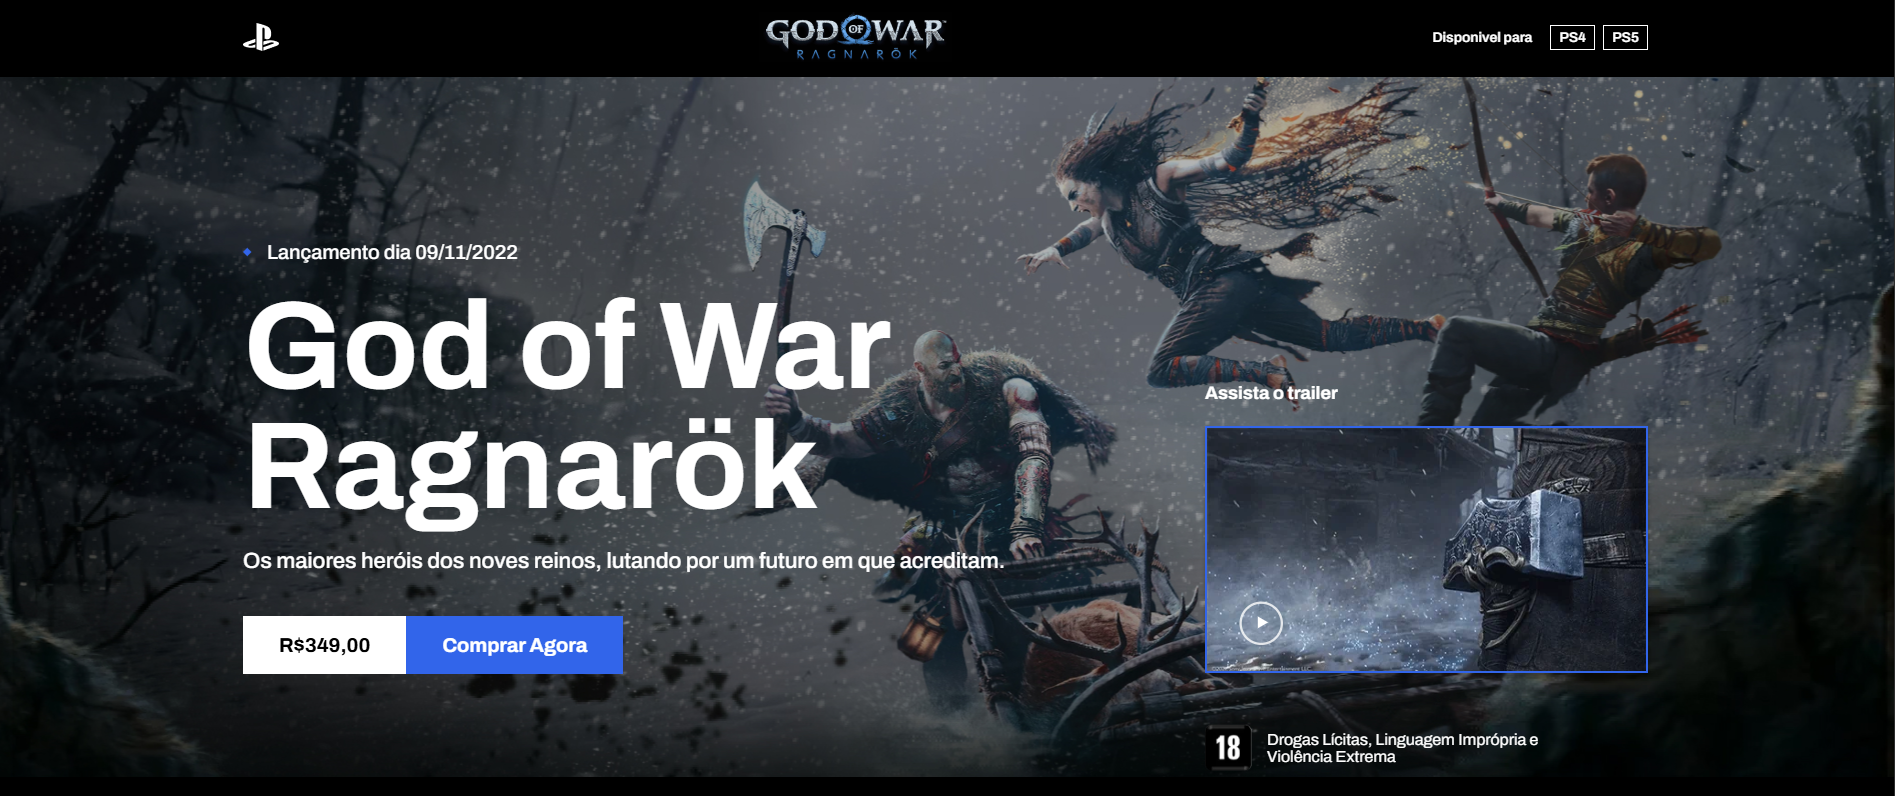 GOD OF WAR
RAGNARÖK
Disponivel para
PS4
PS5
Lançamento dia 09/11/2022
God of War
Ragnarök
Os maiores heróis dos noves reinos, lutando por um futuro em que acreditam.
R$349,00
Comprar Agora
Assista o trailer
18
Drogas Lícitas, Linguagem Imprópria e
Violência Extrema